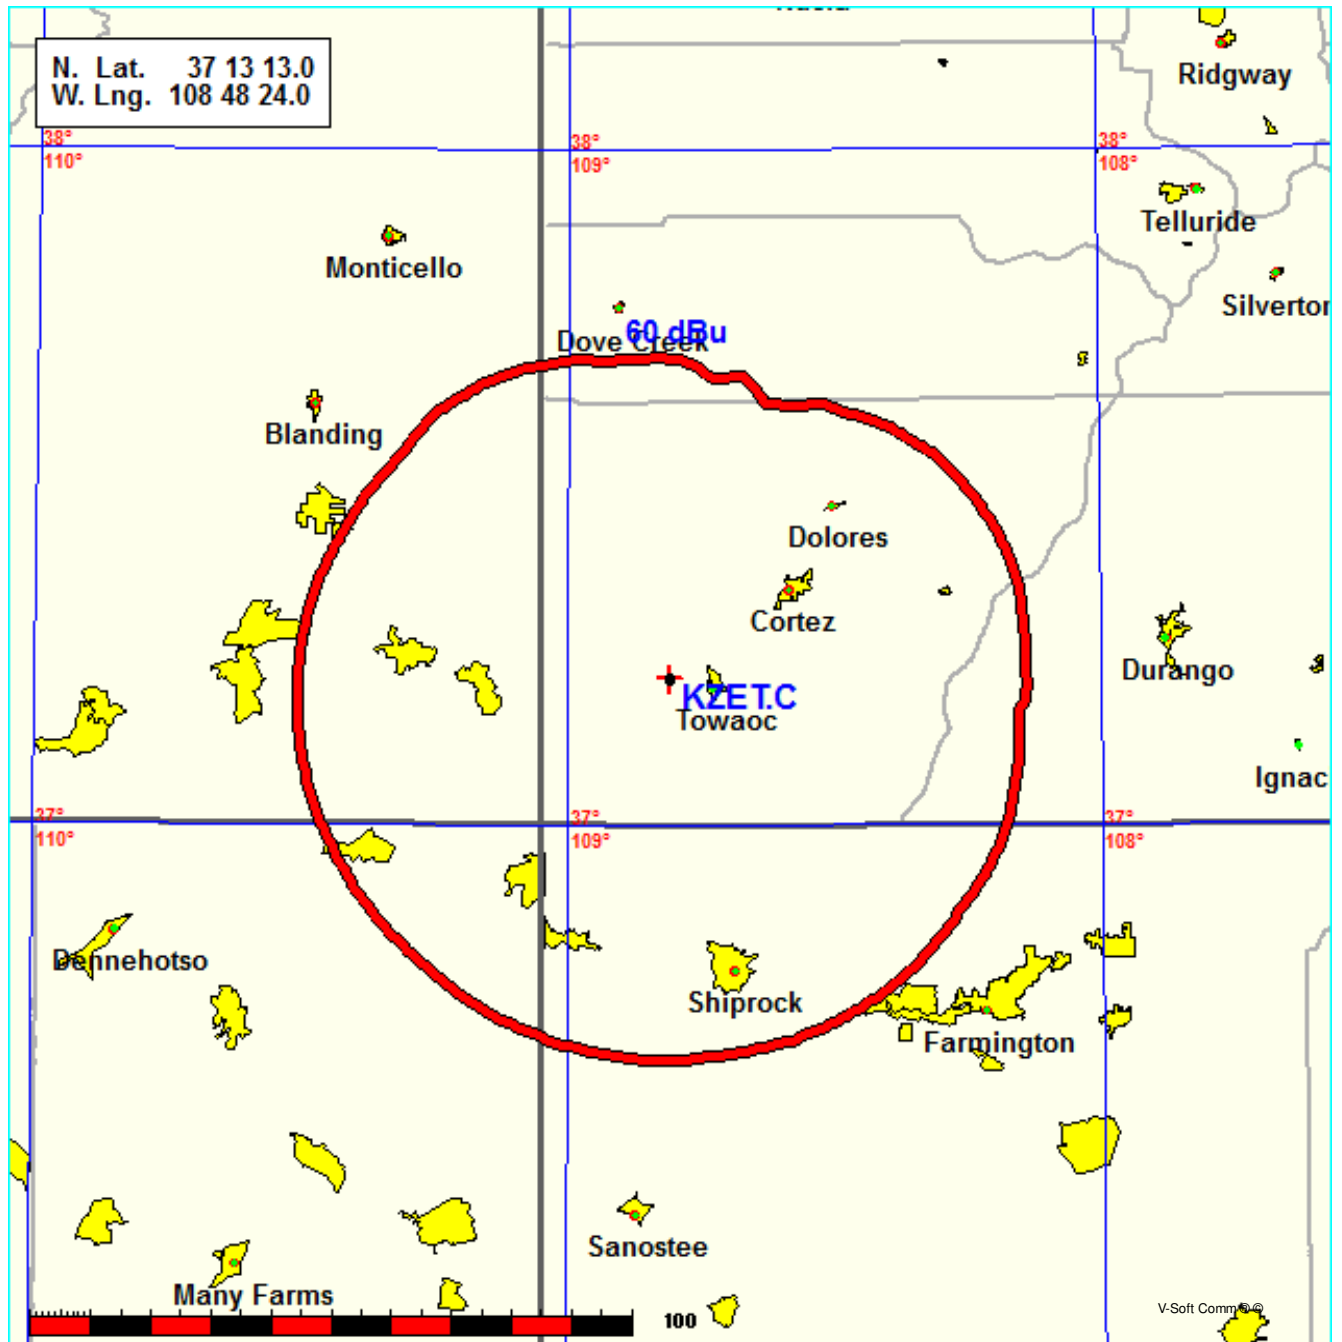 N. Lat. 37 13 13.0
W. Lng. 108 48 24.0
Ridgway
38°
110°
38°
109°
38°
108°
Telluride
Monticello
Silverton
60 dBu
Dove Creek
Blanding
Dolores
Cortez
Durango
KZET.C
Towaoc
Ignac
37°
110°
37°
109°
37°
108°
Dennehotso
Shiprock
Farmington
Sanostee
Many Farms
100
V-Soft Comm